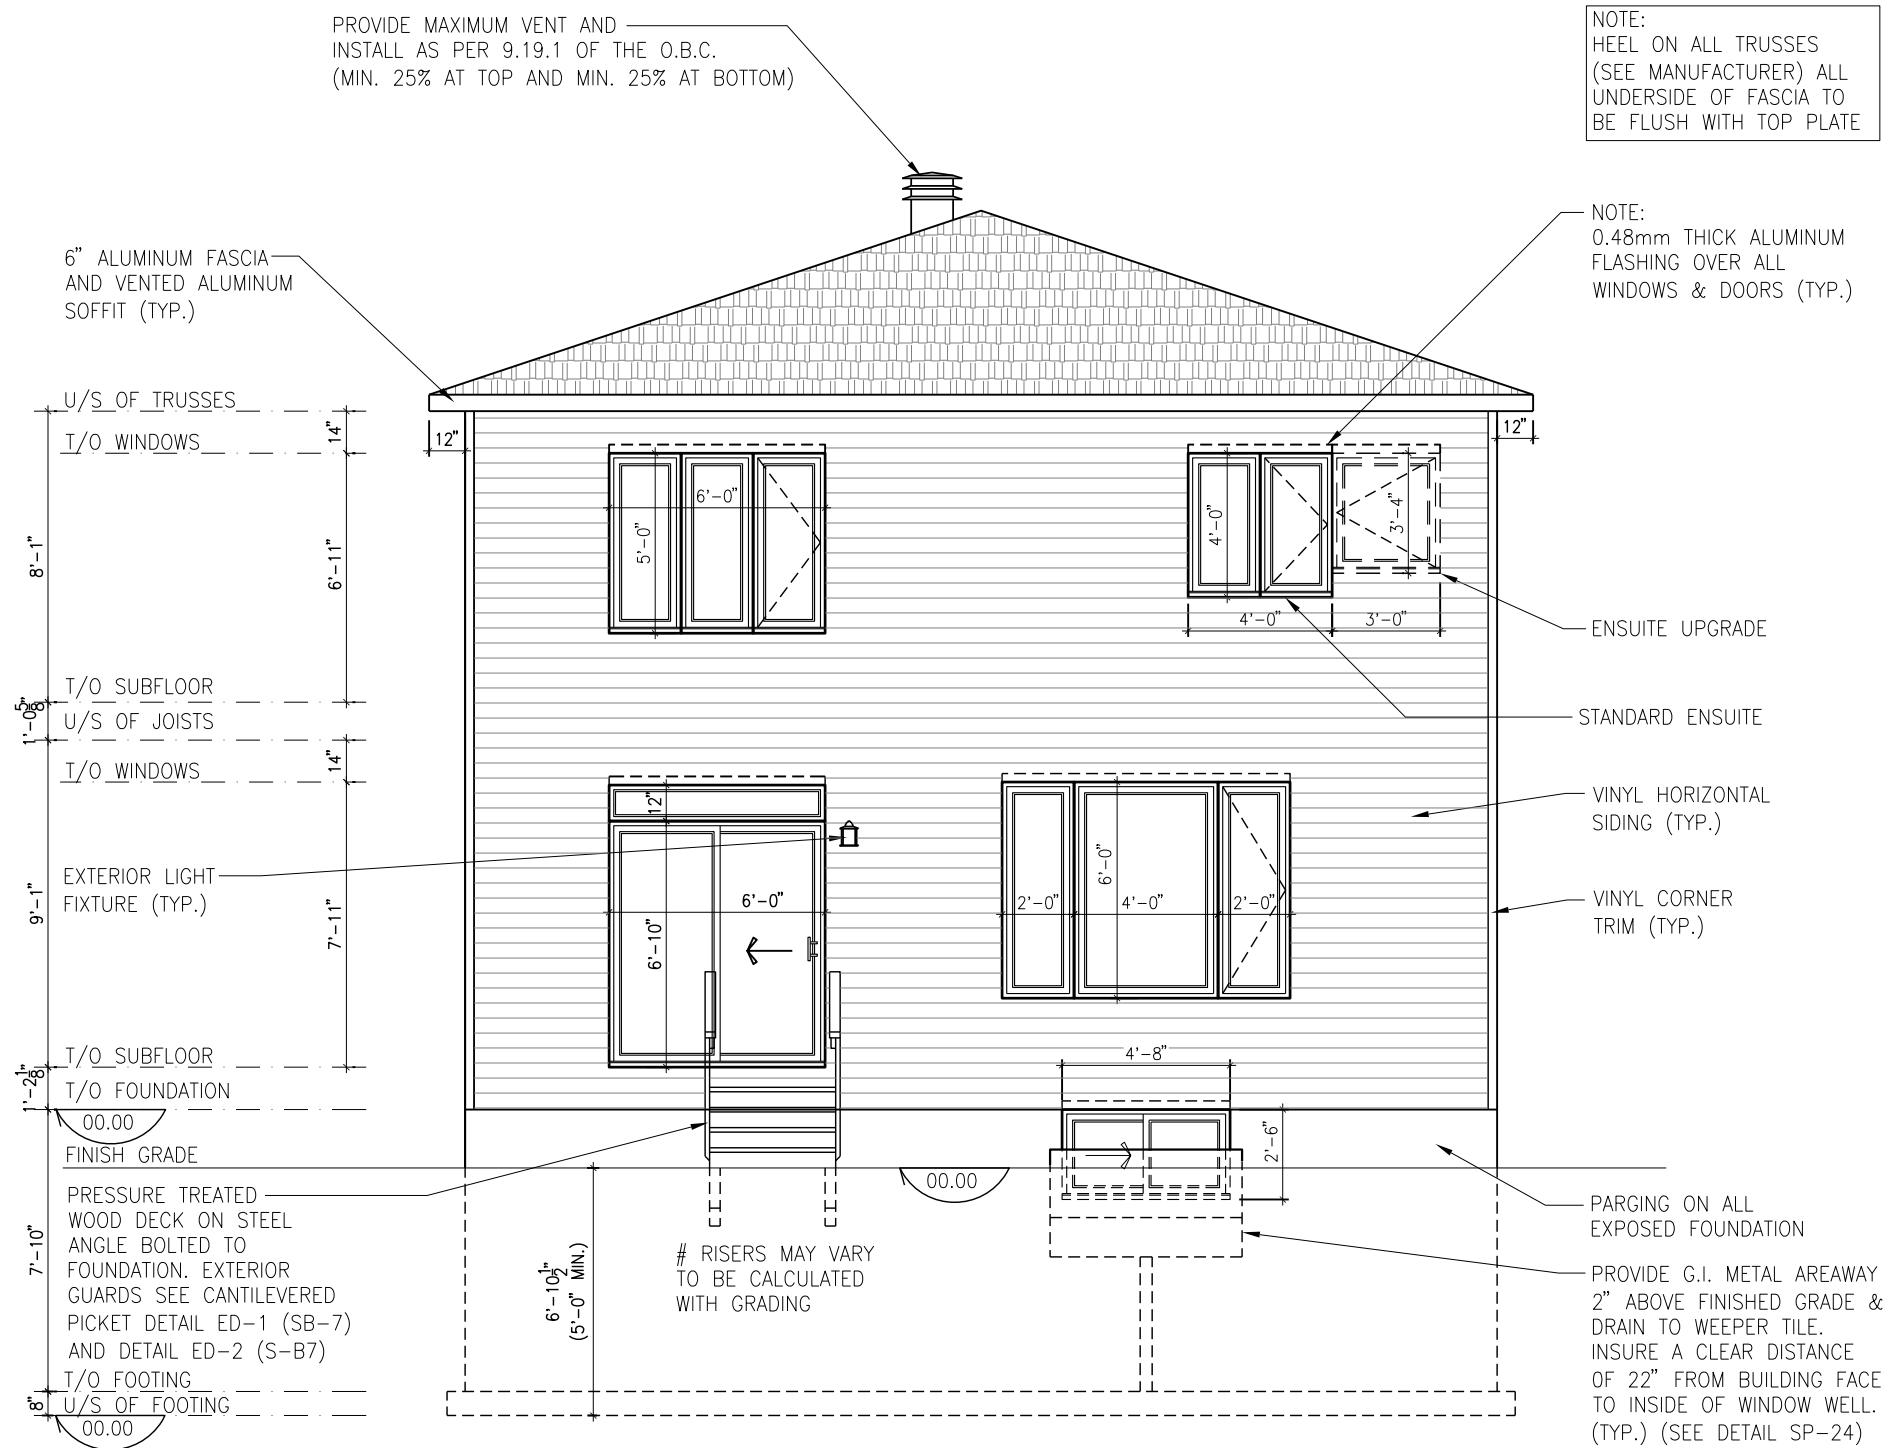 PROVIDE MAXIMUM VENT AND
INSTALL AS PER 9.19.1 OF THE O.B.C.
(MIN. 25% AT TOP AND MIN. 25% AT BOTTOM)
NOTE:
HEEL ON ALL TRUSSES
(SEE MANUFACTURER) ALL
UNDERSIDE OF FASCIA TO
BE FLUSH WITH TOP PLATE
NOTE:
0.48mm THICK ALUMINUM
FLASHING OVER ALL
WINDOWS & DOORS (TYP.)
6" ALUMINUM FASCIA
AND VENTED ALUMINUM
SOFFIT (TYP.)
U/S OF TRUSSES
T/O WINDOWS
14"
12"
12"
8'-1"
6'-11"
6'-0"
5'-0"
4'-0"
3'-4"
4'-0"
3'-0"
ENSUITE UPGRADE
STANDARD ENSUITE
T/O SUBFLOOR
1'-0 5/8"
U/S OF JOISTS
T/O WINDOWS
14"
12"
VINYL HORIZONTAL
SIDING (TYP.)
EXTERIOR LIGHT
FIXTURE (TYP.)
9'-1"
7'-11"
6'-0"
6'-10"
6'-0"
2'-0"
4'-0"
2'-0"
VINYL CORNER
TRIM (TYP.)
T/O SUBFLOOR
1'-2 1/8"
T/O FOUNDATION
00.00
FINISH GRADE
4'-8"
2'-6"
00.00
PRESSURE TREATED
WOOD DECK ON STEEL
ANGLE BOLTED TO
FOUNDATION. EXTERIOR
GUARDS SEE CANTILEVERED
PICKET DETAIL ED-1 (SB-7)
AND DETAIL ED-2 (S-B7)
7'-10"
6'-10 1/2"
(5'-0" MIN.)
# RISERS MAY VARY
TO BE CALCULATED
WITH GRADING
PARGING ON ALL
EXPOSED FOUNDATION
PROVIDE G.I. METAL AREAWAY
2" ABOVE FINISHED GRADE &
DRAIN TO WEEPER TILE.
INSURE A CLEAR DISTANCE
OF 22" FROM BUILDING FACE
TO INSIDE OF WINDOW WELL.
(TYP.) (SEE DETAIL SP-24)
T/O FOOTING
8"
U/S OF FOOTING
00.00